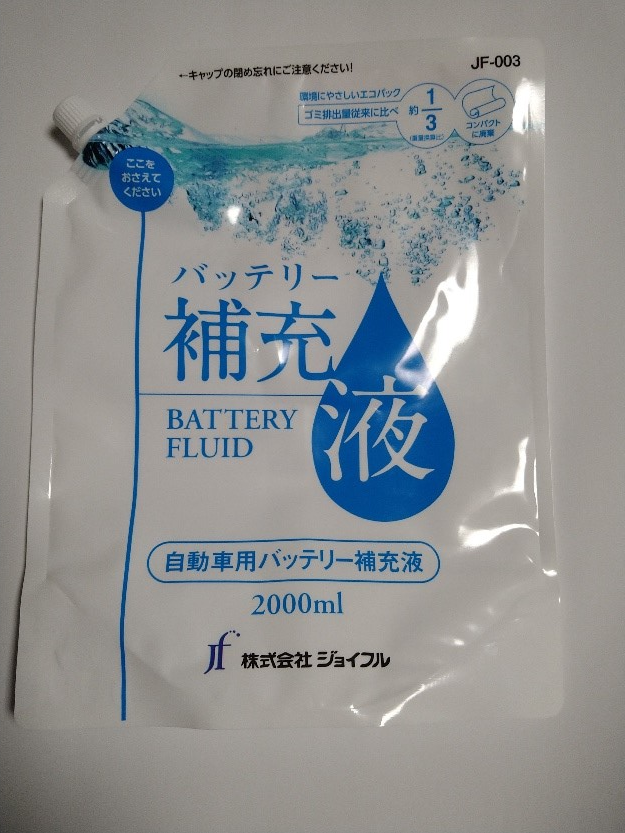 ←キャップの閉め忘れにご注意ください!
JF-003
環境にやさしいエコパック
ゴミ排出量従来に比べ
約1/3
コンパクト
に廃棄
ここを
おさえて
ください
バッテリー
補充液
BATTERY
FLUID
自動車用バッテリー補充液
2000ml
Jf 株式会社 ジョイフル